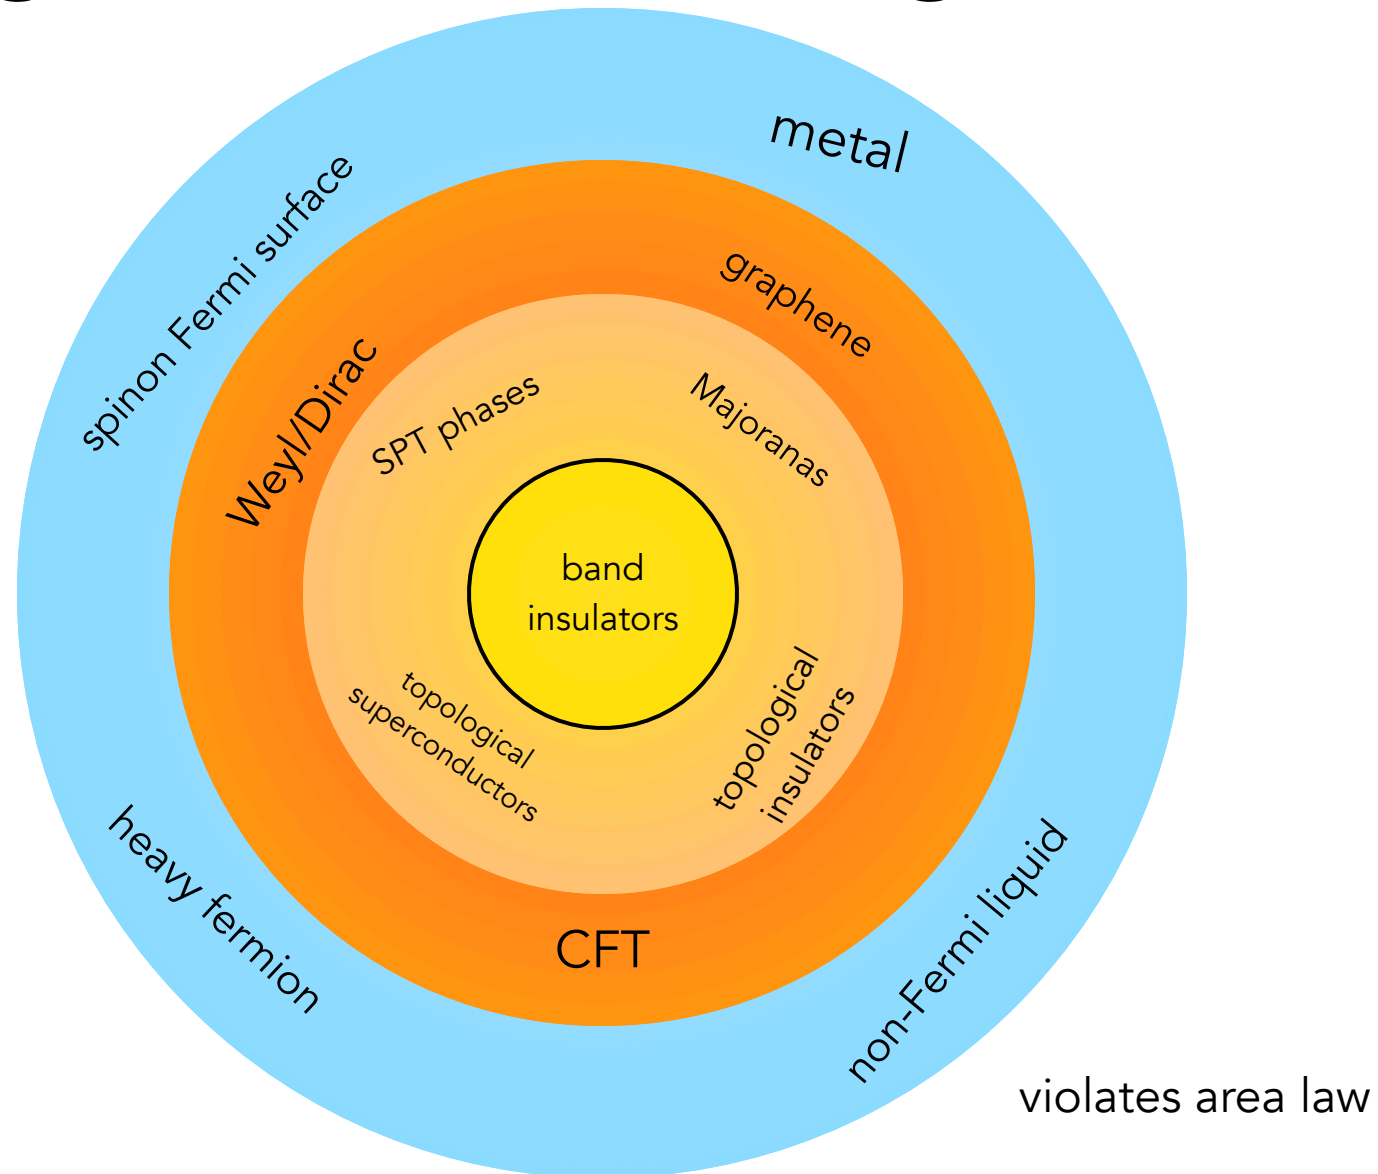 metal
spinon Fermi surface
graphene
Weyl/Dirac
SPT phases
Majoranas
band
insulators
topological
superconductors
topological
insulators
heavy fermion
CFT
non-Fermi liquid
violates area law